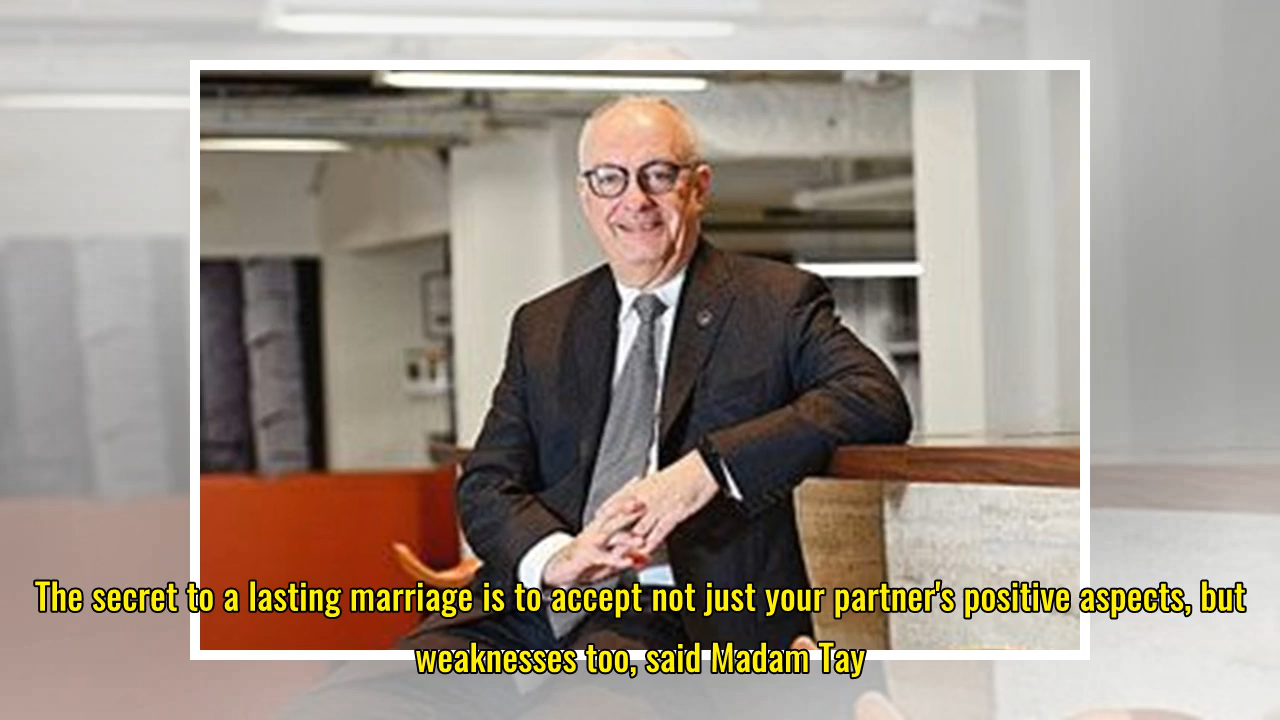 The secret to a lasting marriage is to accept not just your partner's positive aspects, but
weaknesses too, said Madam Tay